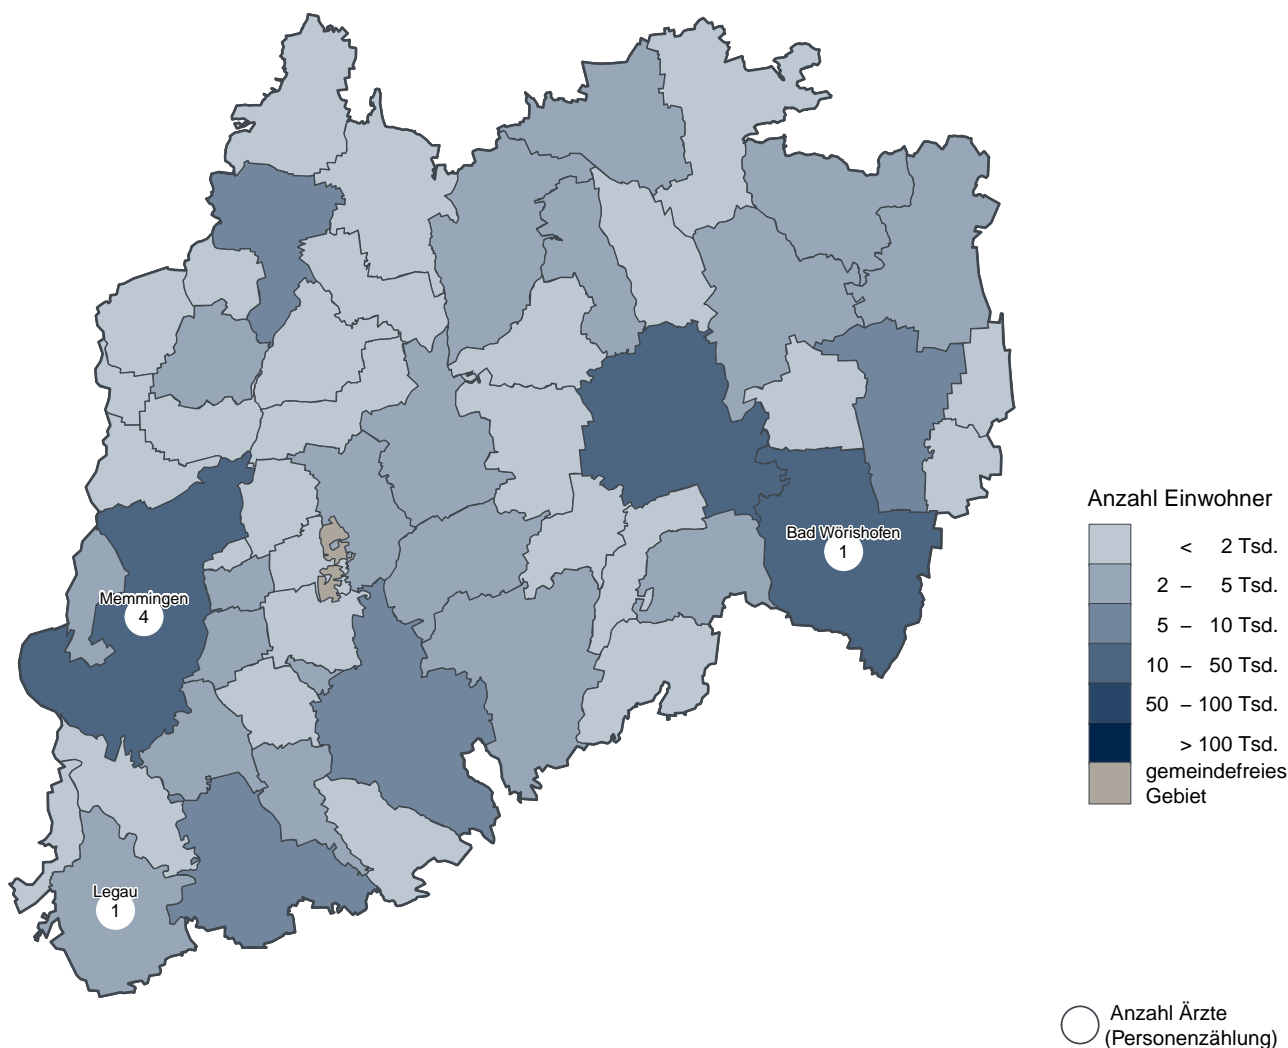 Bad Wörishofen
1
Memmingen
4
Legau
1
Anzahl Einwohner
< 2 Tsd.
2 – 5 Tsd.
5 – 10 Tsd.
10 – 50 Tsd.
50 – 100 Tsd.
> 100 Tsd.
gemeindefreies
Gebiet
Anzahl Ärzte
(Personenzählung)